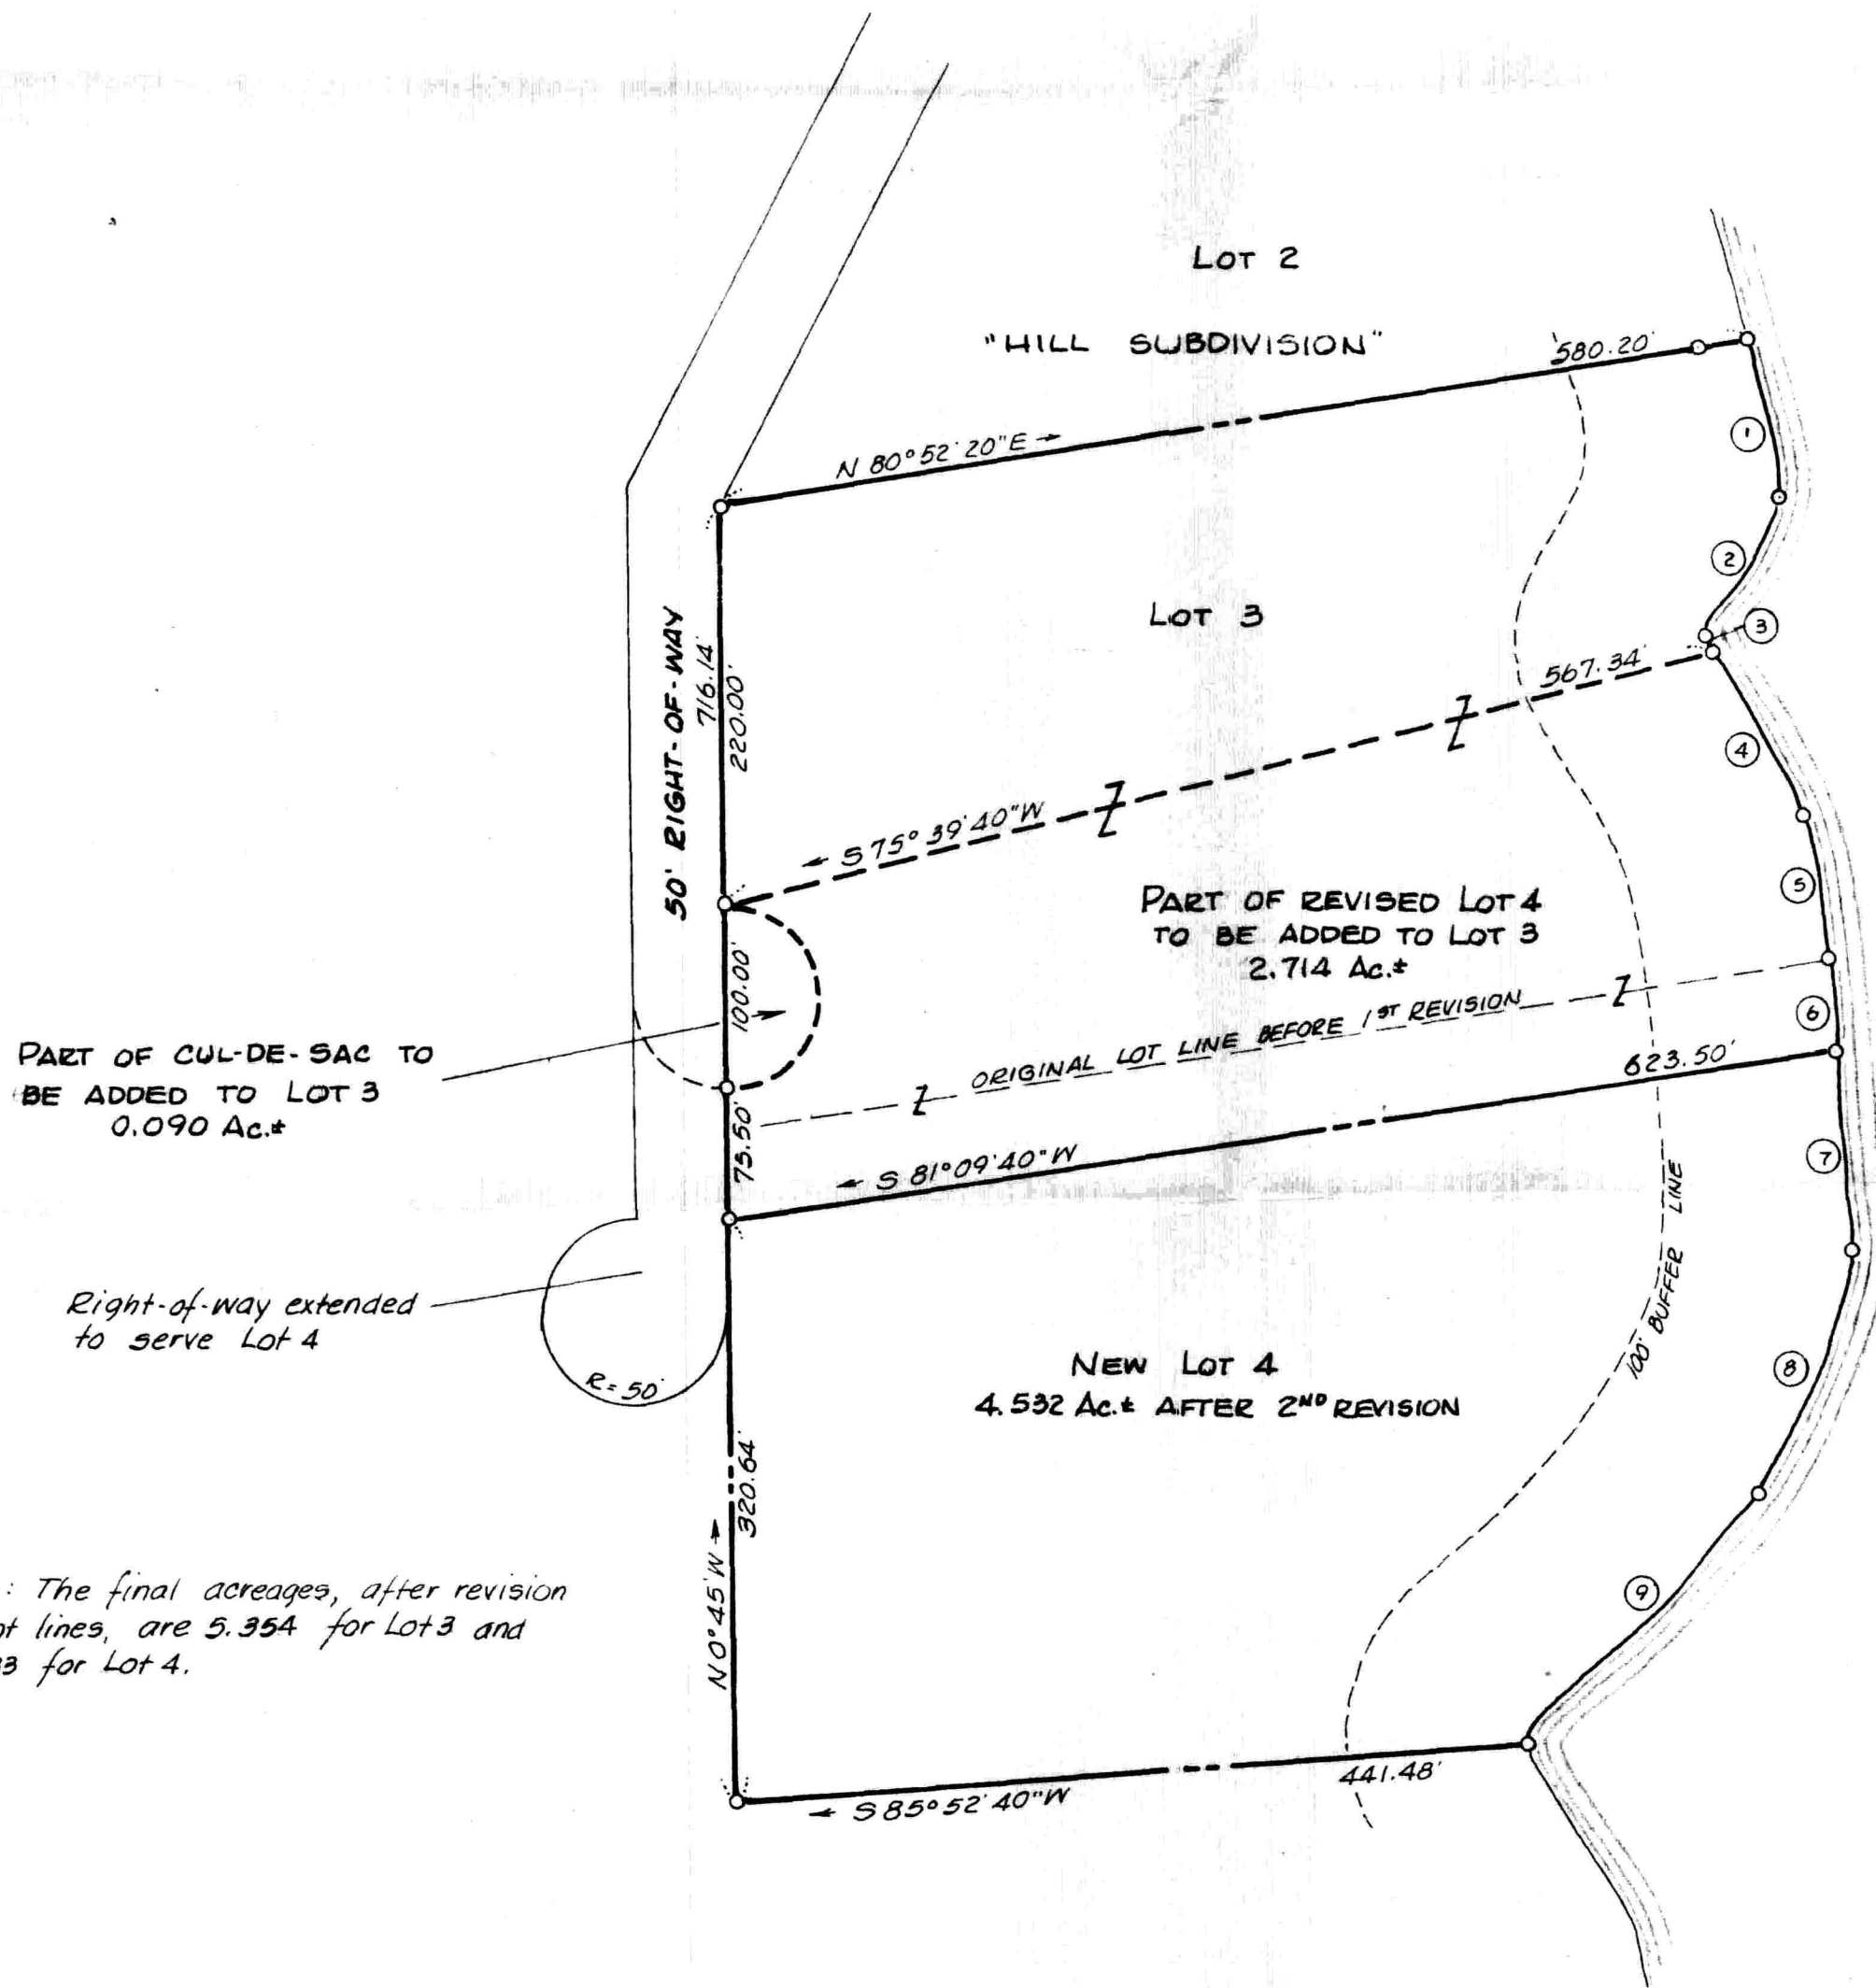 LOT 2
"HILL SUBDIVISION"
580.20'
N 80°52'20"E →
1
2
3
LOT 3
50' RIGHT-OF-WAY
716.14'
220.00'
567.34'
← S 75° 39' 40" W
4
5
PART OF REVISED LOT 4
TO BE ADDED TO LOT 3
2.714 Ac.±
100.00'
ORIGINAL LOT LINE BEFORE 1ST REVISION
6
PART OF CUL-DE-SAC TO
BE ADDED TO LOT 3
0.090 Ac.±
623.50'
75.50'
← S 81°09'40"W
7
100' BUFFER LINE
Right-of-way extended
to serve Lot 4
R=50'
NEW LOT 4
4.532 Ac.± AFTER 2ND REVISION
8
320.64'
N 0°45' W →
: The final acreages, after revision
lines, are 5.354 for Lot 3 and
for Lot 4.
9
441.48'
← S 85°52'40"W